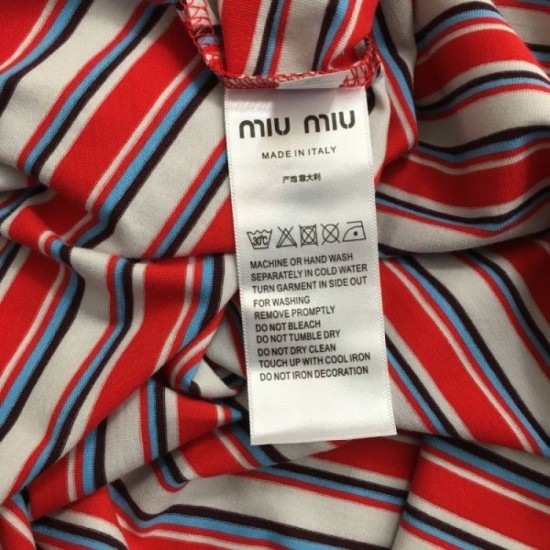 miu miu
MADE IN ITALY
产地 意大利
30℃
MACHINE OR HAND WASH
SEPARATELY IN COLD WATER
TURN GARMENT IN SIDE OUT
FOR WASHING
REMOVE PROMPTLY
DO NOT BLEACH
DO NOT TUMBLE DRY
DO NOT DRY CLEAN
TOUCH UP WITH COOL IRON
DO NOT IRON DECORATION